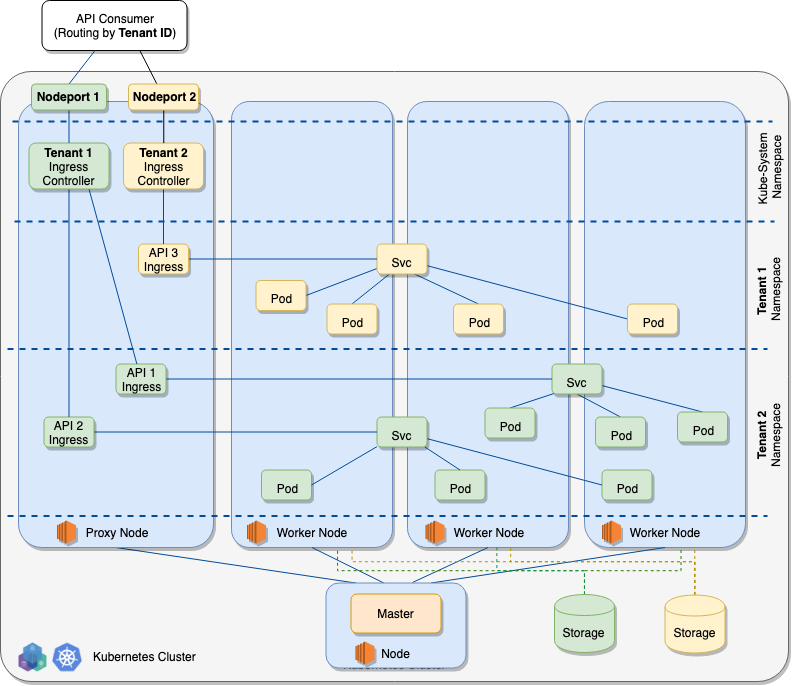 API Consumer
(Routing by Tenant ID)
Nodeport 1
Nodeport 2
Tenant 1
Ingress
Controller
Tenant 2
Ingress
Controller
Kube-System
Namespace
API 3
Ingress
Svc
Pod
Pod
Pod
Pod
Tenant 1
Namespace
API 1
Ingress
Svc
Pod
Pod
Pod
API 2
Ingress
Svc
Pod
Pod
Pod
Tenant 2
Namespace
Proxy Node
Worker Node
Worker Node
Worker Node
Master
Node
Storage
Storage
Kubernetes Cluster
Kubernetes Cluster